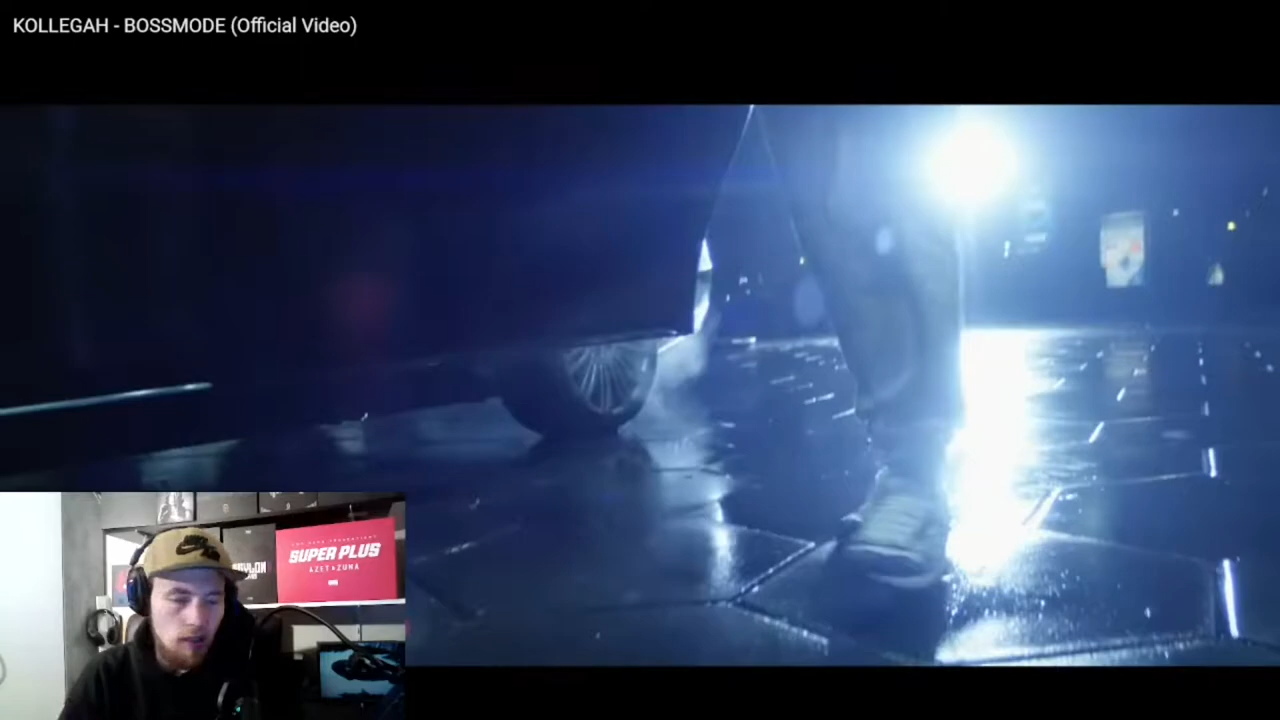 KOLLEGAH - BOSSMODE (Official Video)
SUPER PLUS
AZET & ZUNA